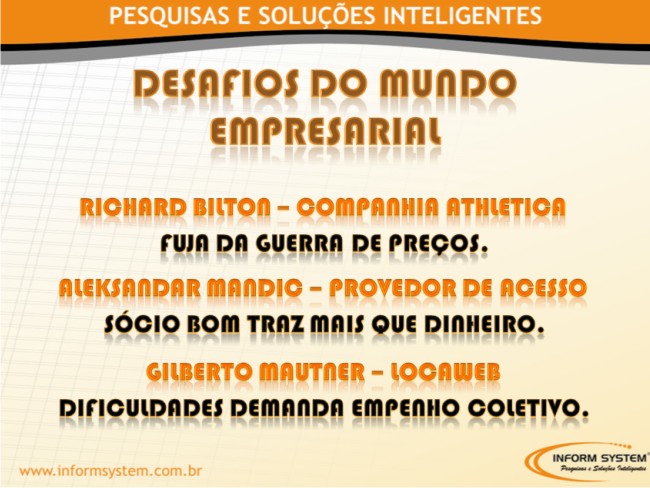 PESQUISAS E SOLUÇÕES INTELIGENTES
DESAFIOS DO MUNDO
EMPRESARIAL
RICHARD BILTON – COMPANHIA ATHLETICA
FUJA DA GUERRA DE PREÇOS.
ALEKSANDAR MANDIC – PROVEDOR DE ACESSO
SÓCIO BOM TRAZ MAIS QUE DINHEIRO.
GILBERTO MAUTNER – LOCAWEB
DIFICULDADES DEMANDA EMPENHO COLETIVO.
INFORM SYSTEM
Pesquisas e Soluções Inteligentes
www.informsystem.com.br